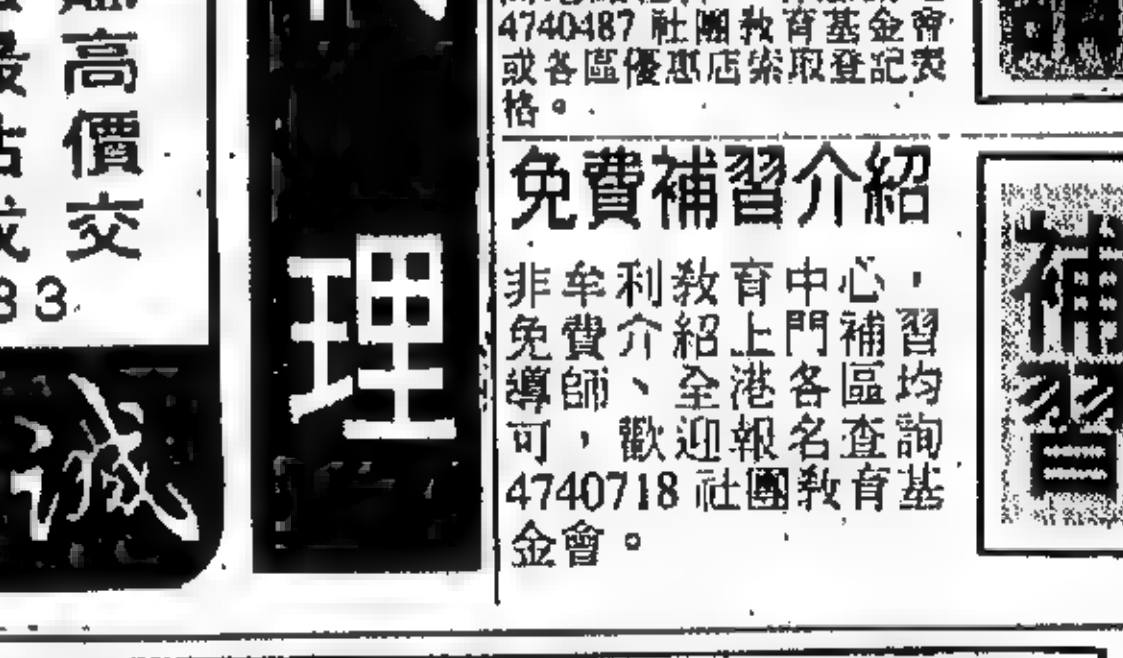 4740487 社團教育基金會
或各區優惠店索取登記表
格。
免費補習介紹
非牟利教育中心,
免費介紹上門補習
導師、全港各區均
可,歡迎報名查詢
4740718 社團教育基
金會。
理
高價交
33
誠
補習